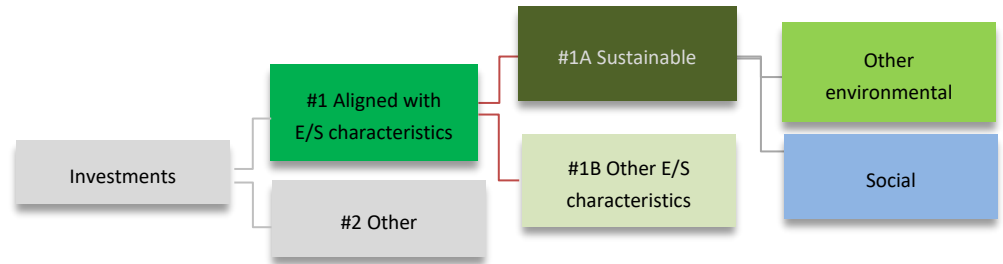 Investments
#1 Aligned with
E/S characteristics
#2 Other
#1A Sustainable
#1B Other E/S
characteristics
Other
environmental
Social